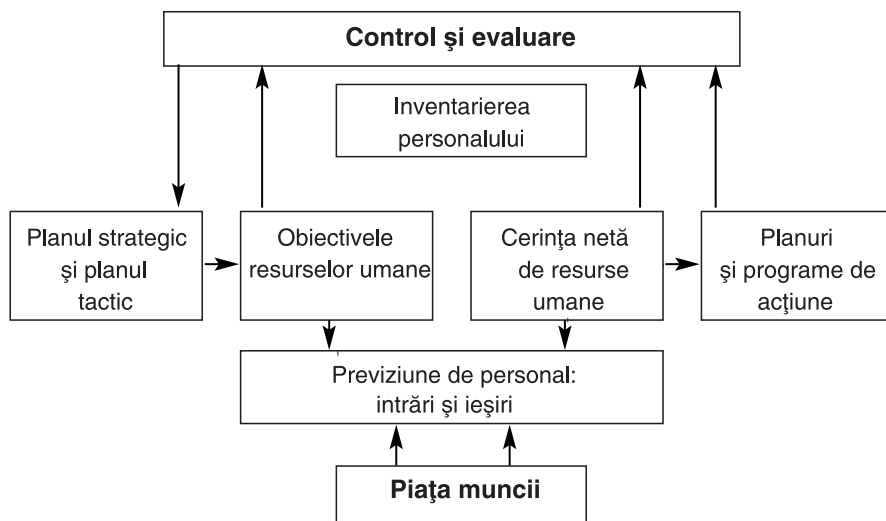 Control şi evaluare
Inventarierea
personalului
Planul strategic
şi planul
tactic
Obiectivele
resurselor umane
Cerinţa netă
de resurse
umane
Planuri
şi programe de
acţiune
Previziune de personal:
intrări şi ieşiri
Piaţa muncii